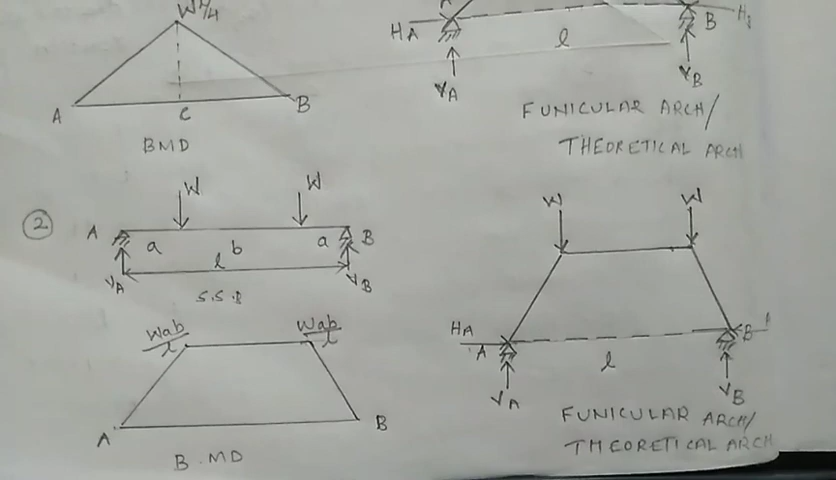 Wl/4
A
C
B
BMD
HA
A
l
B
VA
VB
FUNICULAR ARCH/
THEORETICAL ARCH
2
W
W
A
a
b
a
B
l
VA
VB
S.S.B
Wab/l
Wab/l
A
B
B.MD
W
W
HA
A
l
B
VA
VB
FUNICULAR ARCH/
THEORETICAL ARCH